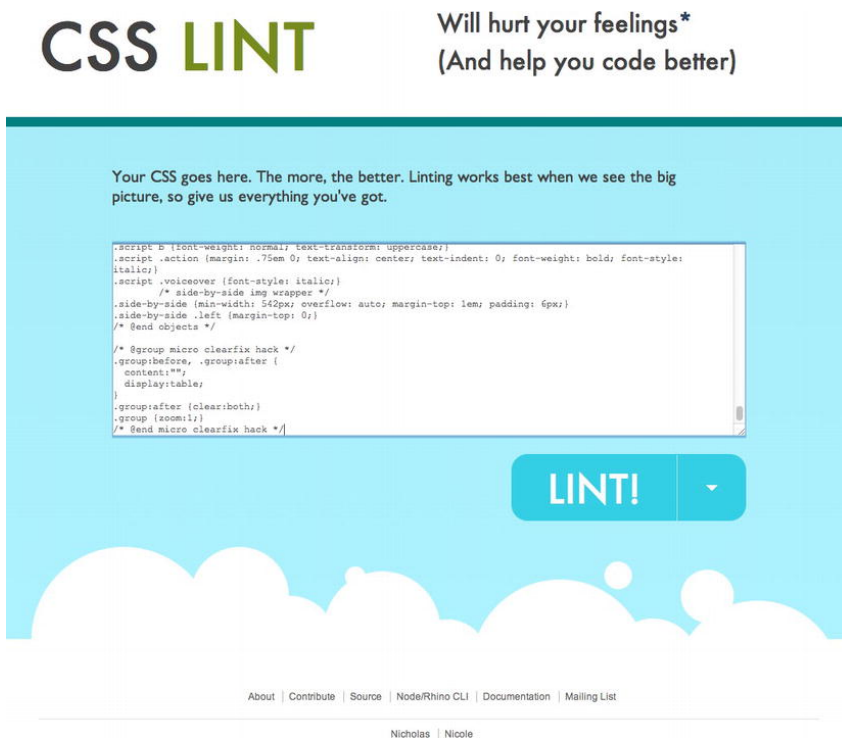 CSS LINT
Will hurt your feelings*
(And help you code better)
Your CSS goes here. The more, the better. Linting works best when we see the big
picture, so give us everything you've got.
.script b {font-weight: normal; text-transform: uppercase;}
.script .action {margin: .75em 0; text-align: center; text-indent: 0; font-weight: bold; font-style:
italic;}
.script .voiceover {font-style: italic;}
/* side-by-side img wrapper */
.side-by-side {min-width: 542px; overflow: auto; margin-top: 1em; padding: 6px;}
.side-by-side .left {margin-top: 0;}
/* @end objects */
/* @group micro clearfix hack */
.group:before, .group:after {
content:"";
display:table;
}
.group:after {clear:both;}
.group {zoom:1;}
/* @end micro clearfix hack */
LINT!
About | Contribute | Source | Node/Rhino CLI | Documentation | Mailing List
Nicholas | Nicole